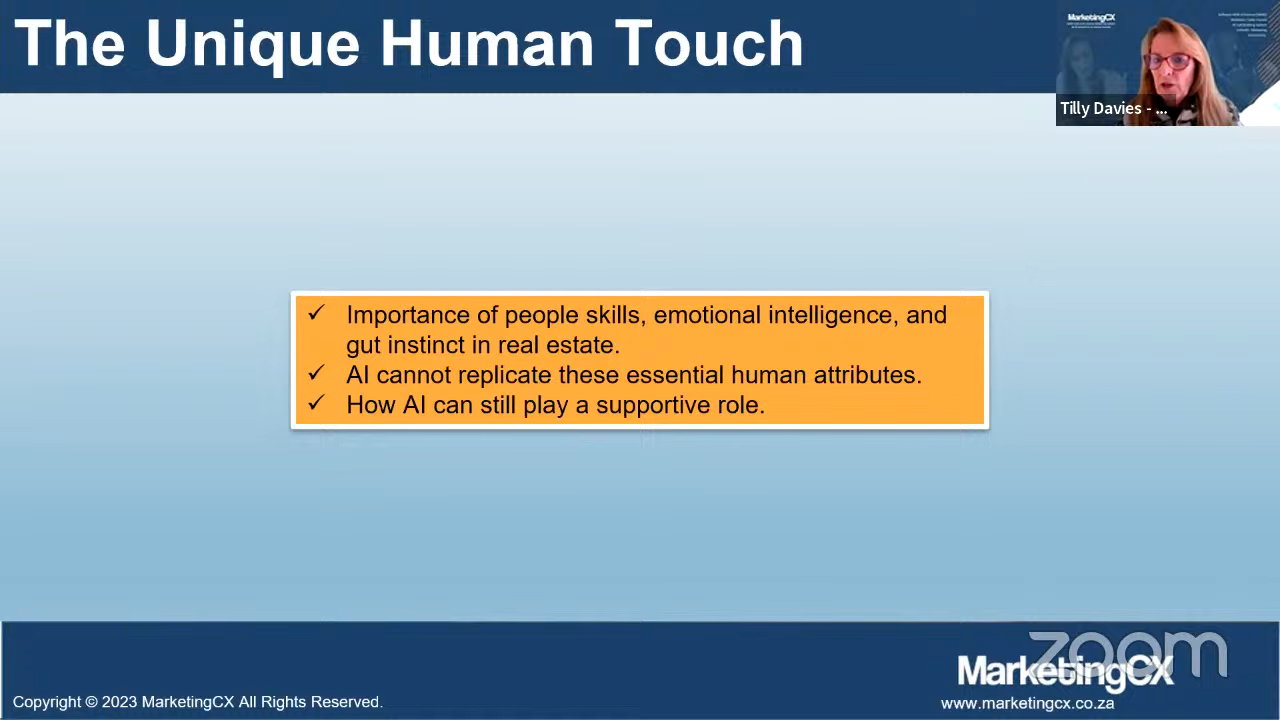 The Unique Human Touch
MarketingCX
Tilly Davies - ...
✓ Importance of people skills, emotional intelligence, and
gut instinct in real estate.
✓ AI cannot replicate these essential human attributes.
✓ How AI can still play a supportive role.
zoom
MarketingCX
www.marketingcx.co.za
Copyright © 2023 MarketingCX All Rights Reserved.